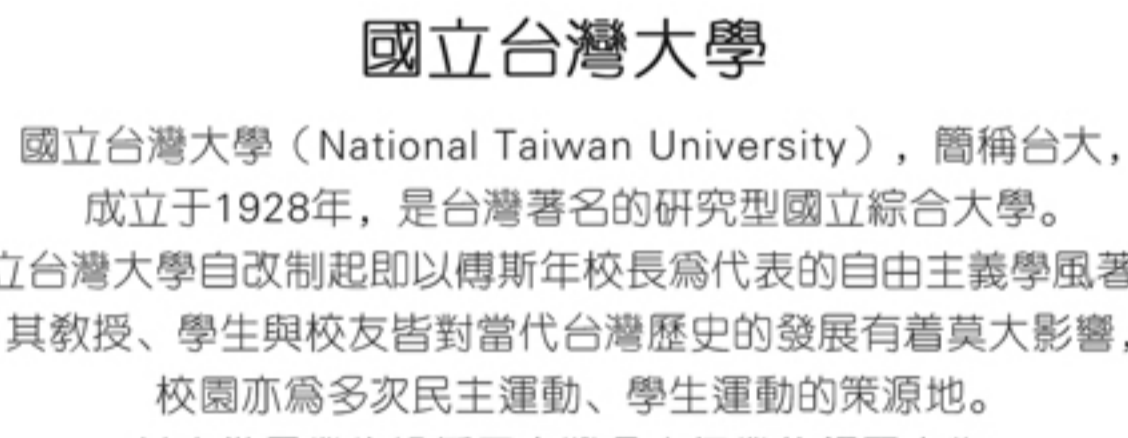 國立台灣大學
國立台灣大學（National Taiwan University），簡稱台大，
成立于1928年，是台灣著名的研究型國立綜合大學。
立台灣大學自改制起即以傅斯年校長爲代表的自由主義學風著
其教授、學生與校友皆對當代台灣歷史的發展有着莫大影響，
校園亦爲多次民主運動、學生運動的策源地。